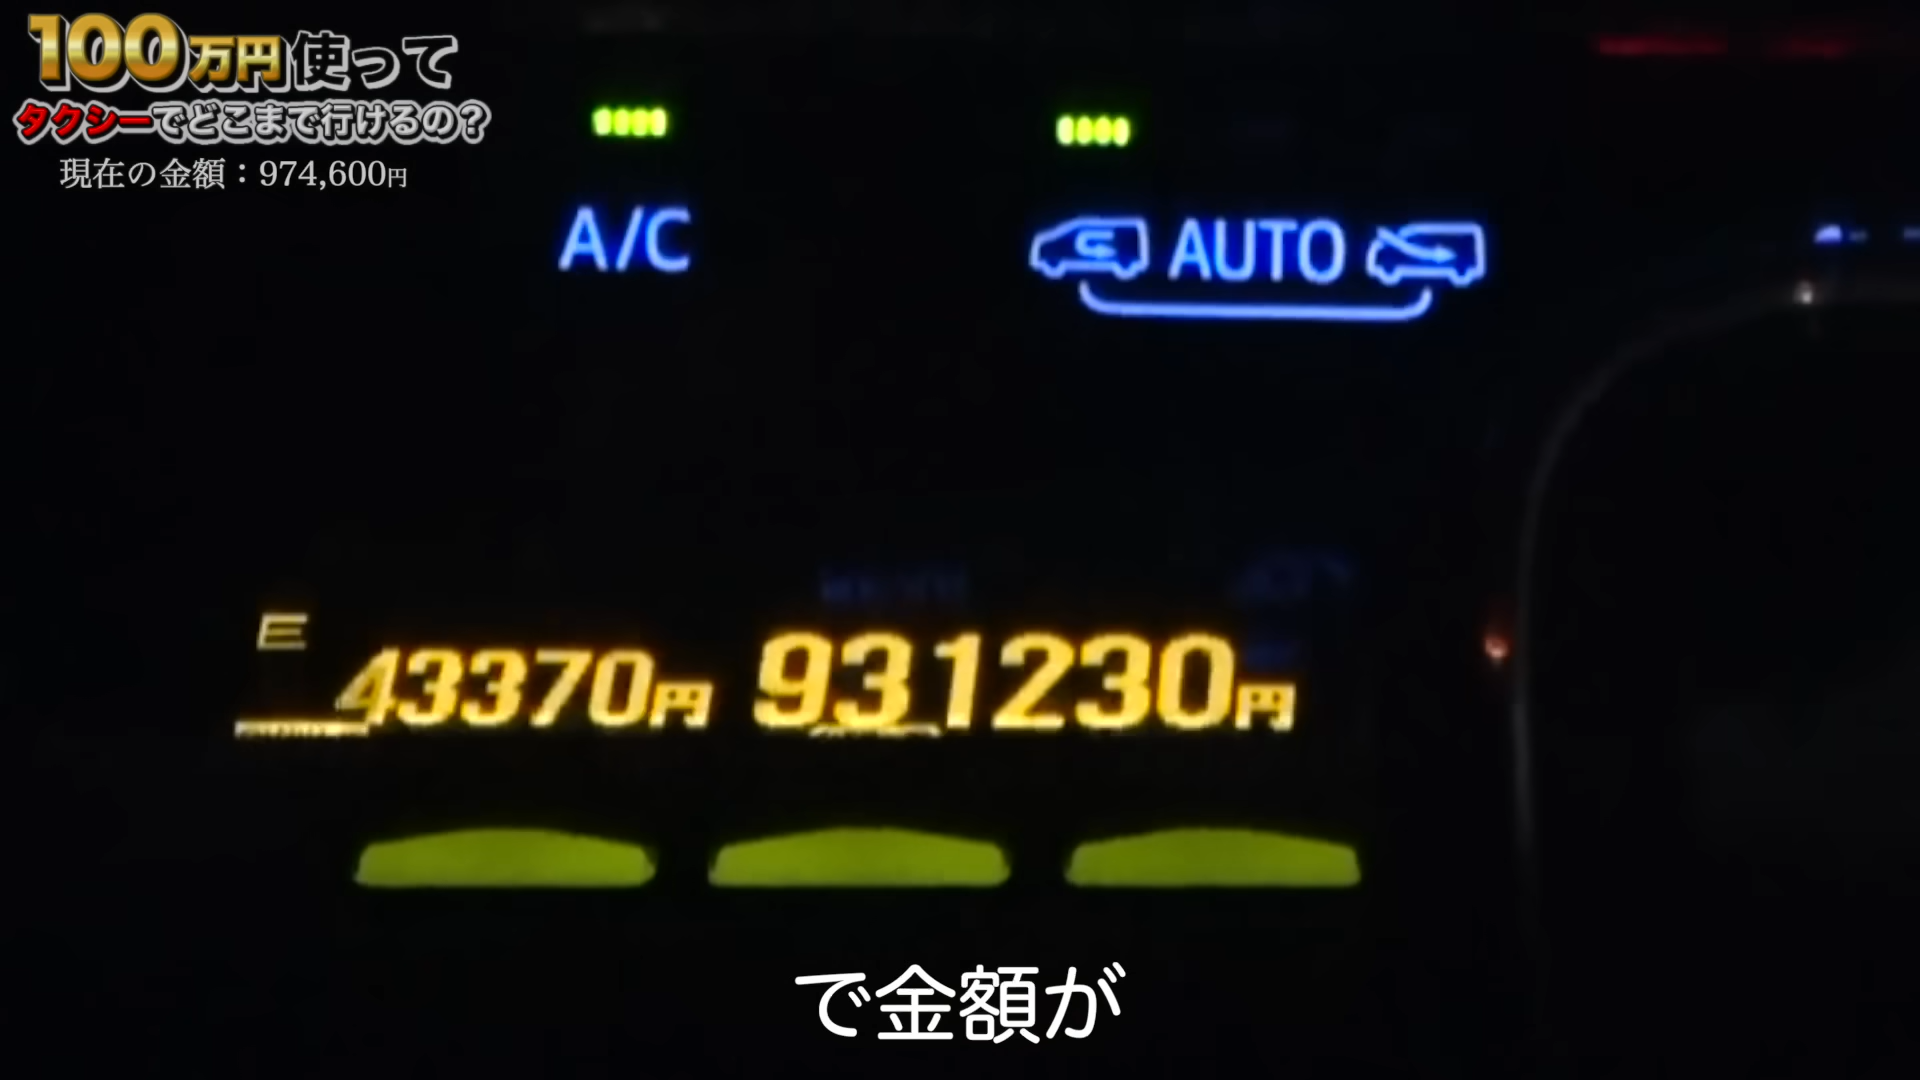 100万円使って
タクシーでどこまで行けるの?
現在の金額：974,600円
A/C
AUTO
E
43370円 931230円
で金額が